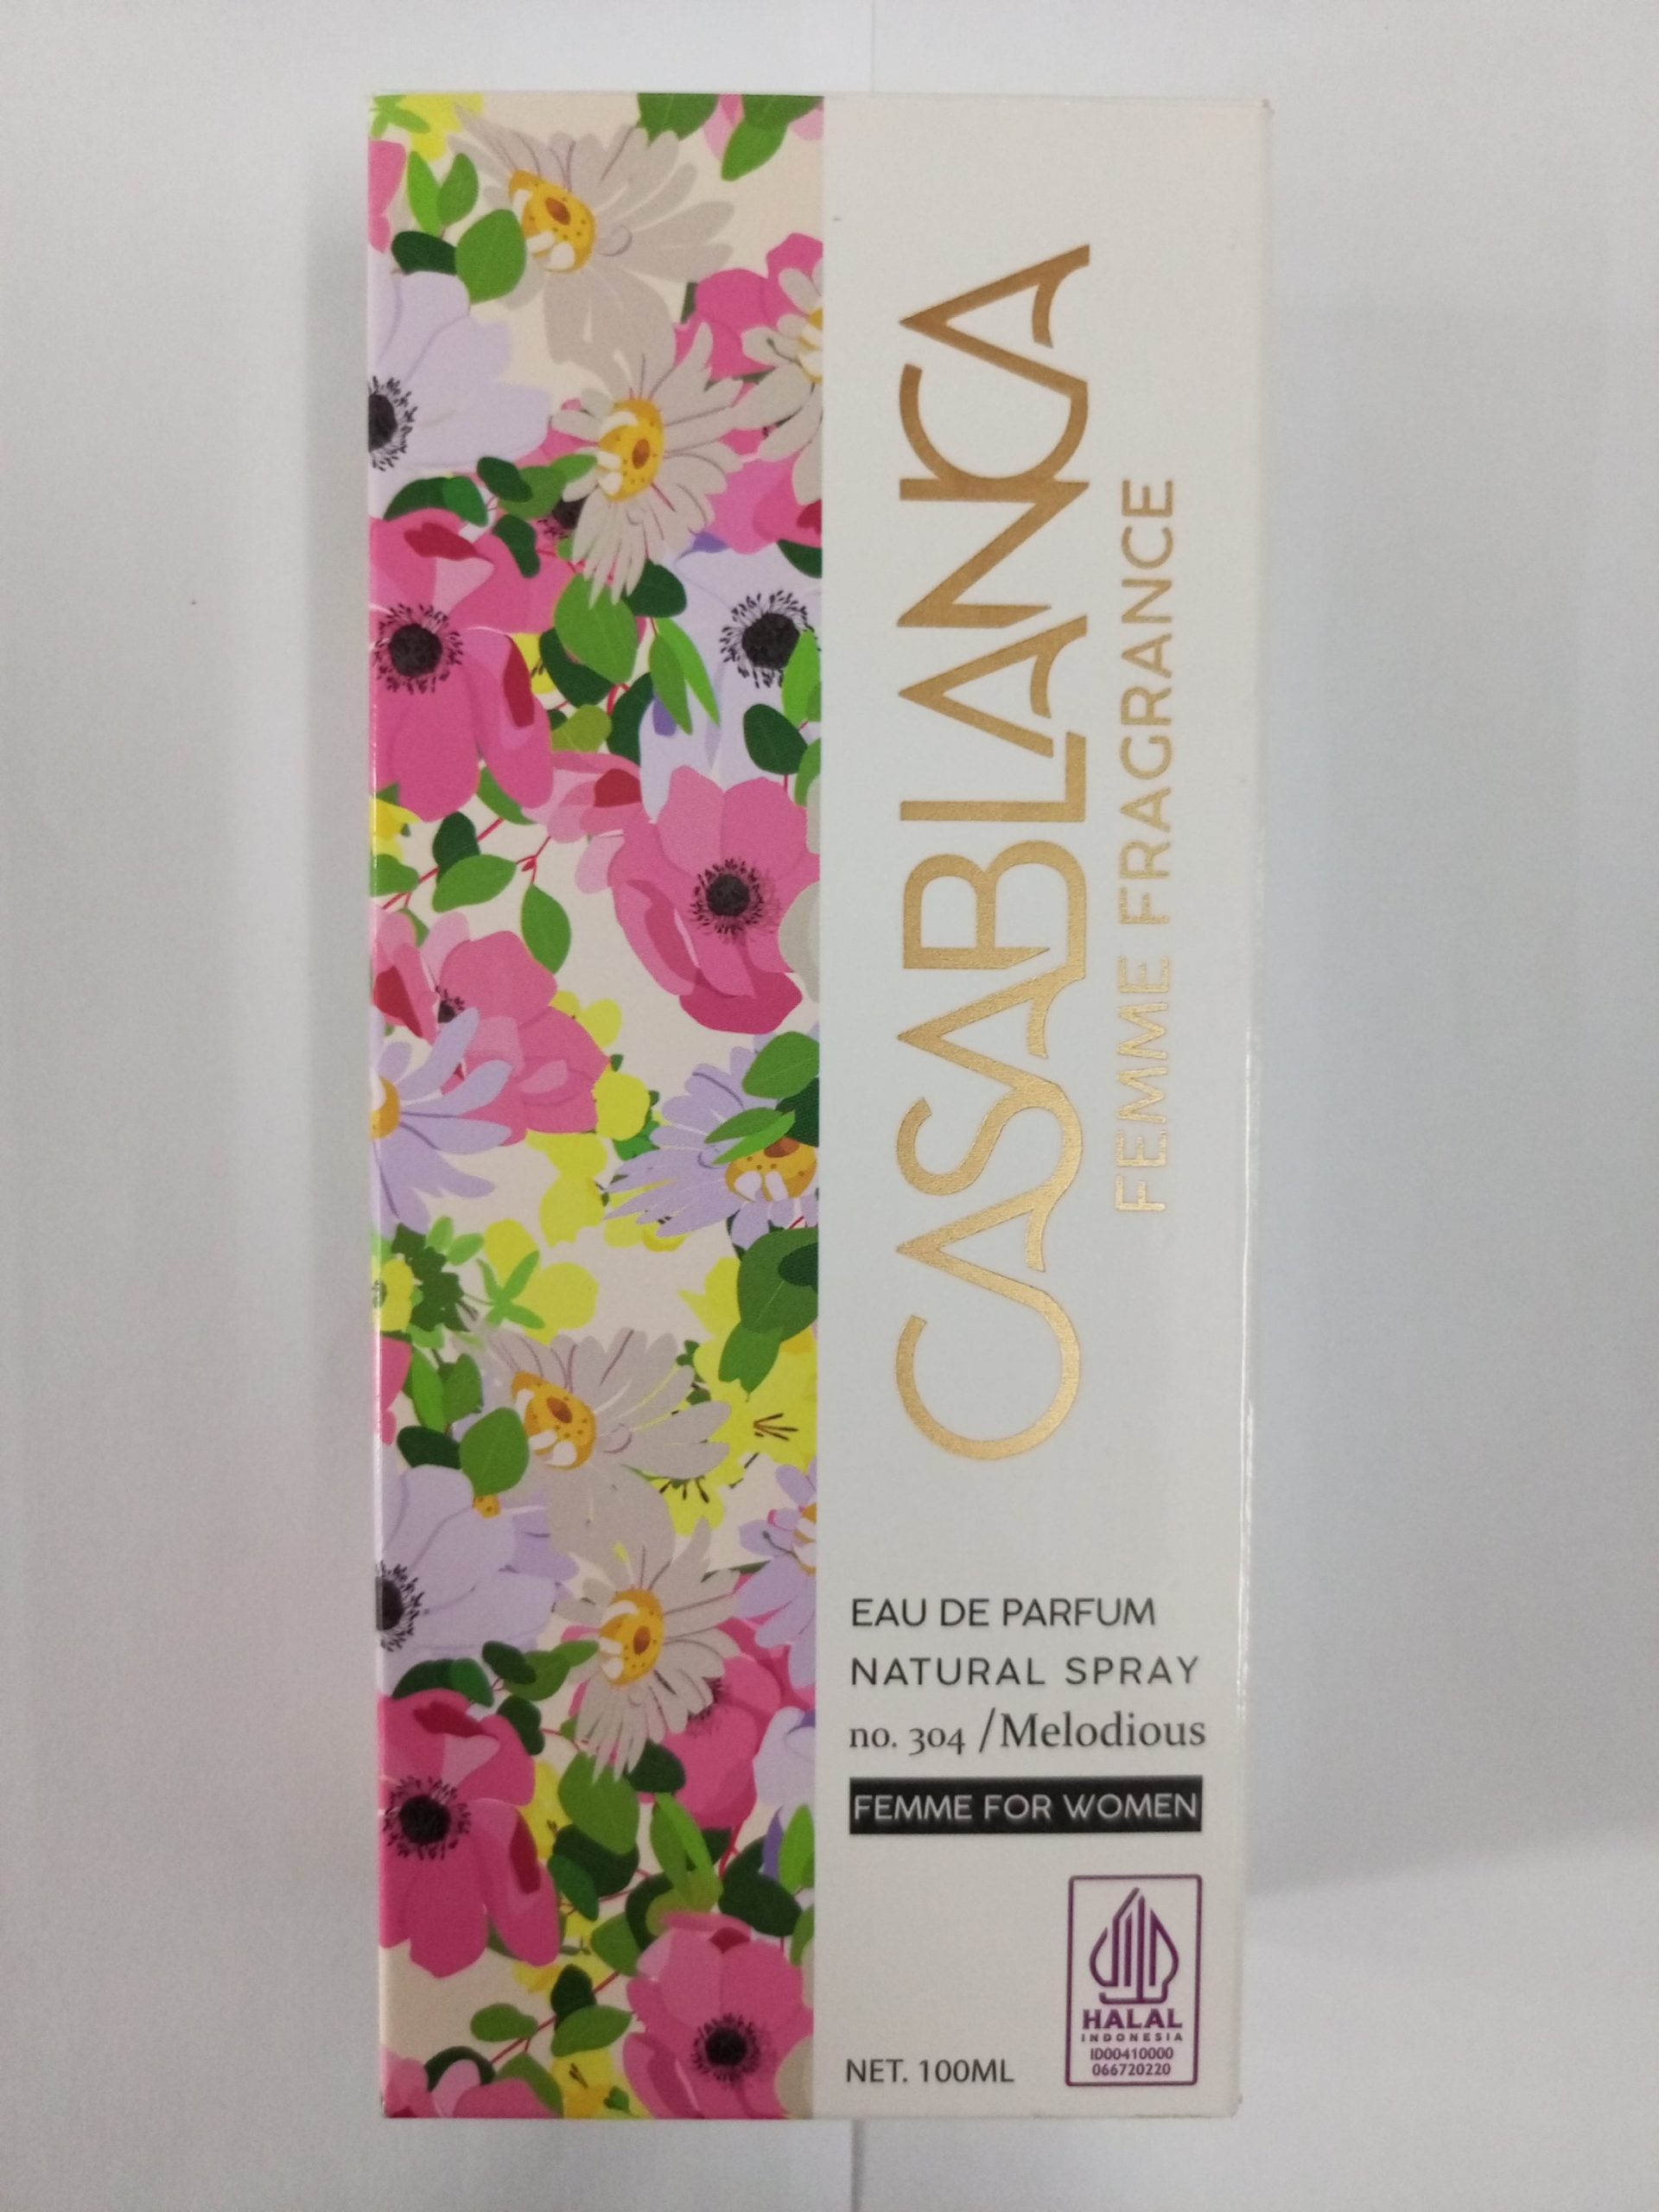 CASABLANCA
FEMME FRAGRANCE
EAU DE PARFUM
NATURAL SPRAY
no. 304 /Melodious
FEMME FOR WOMEN
HALAL
INDONESIA
ID00410000
066720220
NET. 100ML